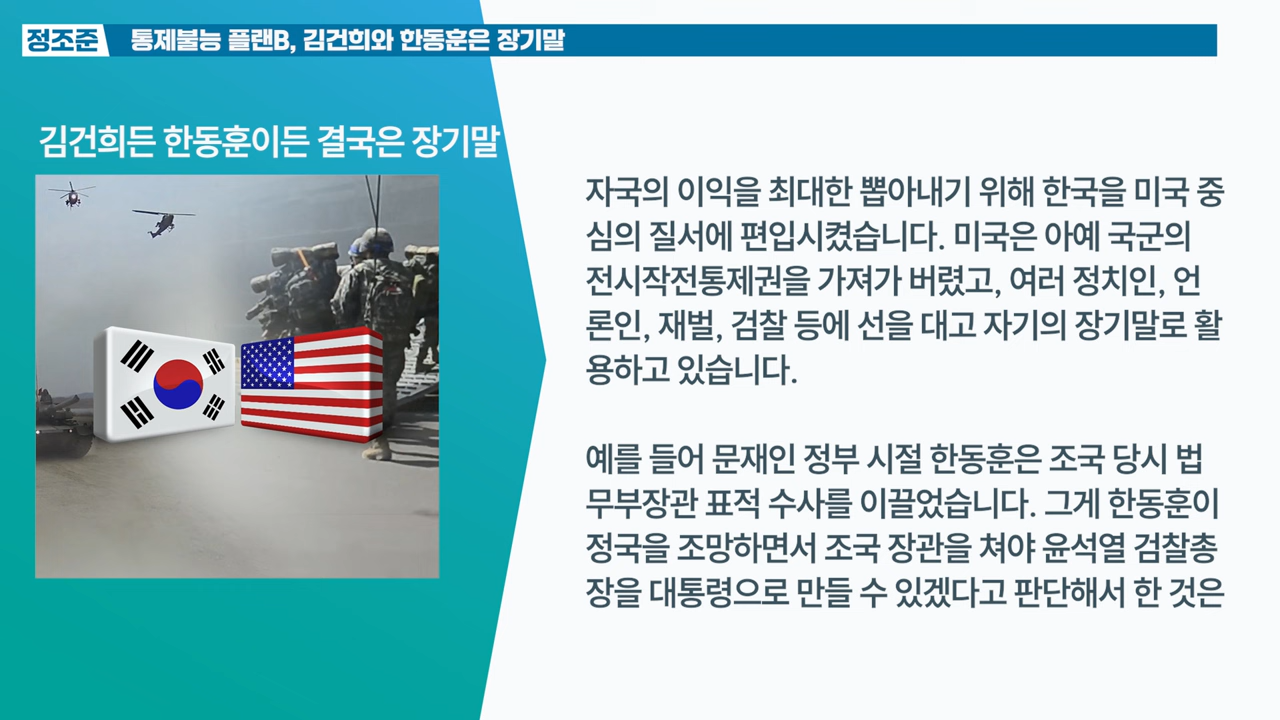 정조준 통제불능 플랜B, 김건희와 한동훈은 장기말
김건희든 한동훈이든 결국은 장기말
자국의 이익을 최대한 뽑아내기 위해 한국을 미국 중
심의 질서에 편입시켰습니다. 미국은 아예 국군의
전시작전통제권을 가져가 버렸고, 여러 정치인, 언
론인, 재벌, 검찰 등에 선을 대고 자기의 장기말로 활
용하고 있습니다.
예를 들어 문재인 정부 시절 한동훈은 조국 당시 법
무부장관 표적 수사를 이끌었습니다. 그게 한동훈이
정국을 조망하면서 조국 장관을 쳐야 윤석열 검찰총
장을 대통령으로 만들 수 있겠다고 판단해서 한 것은